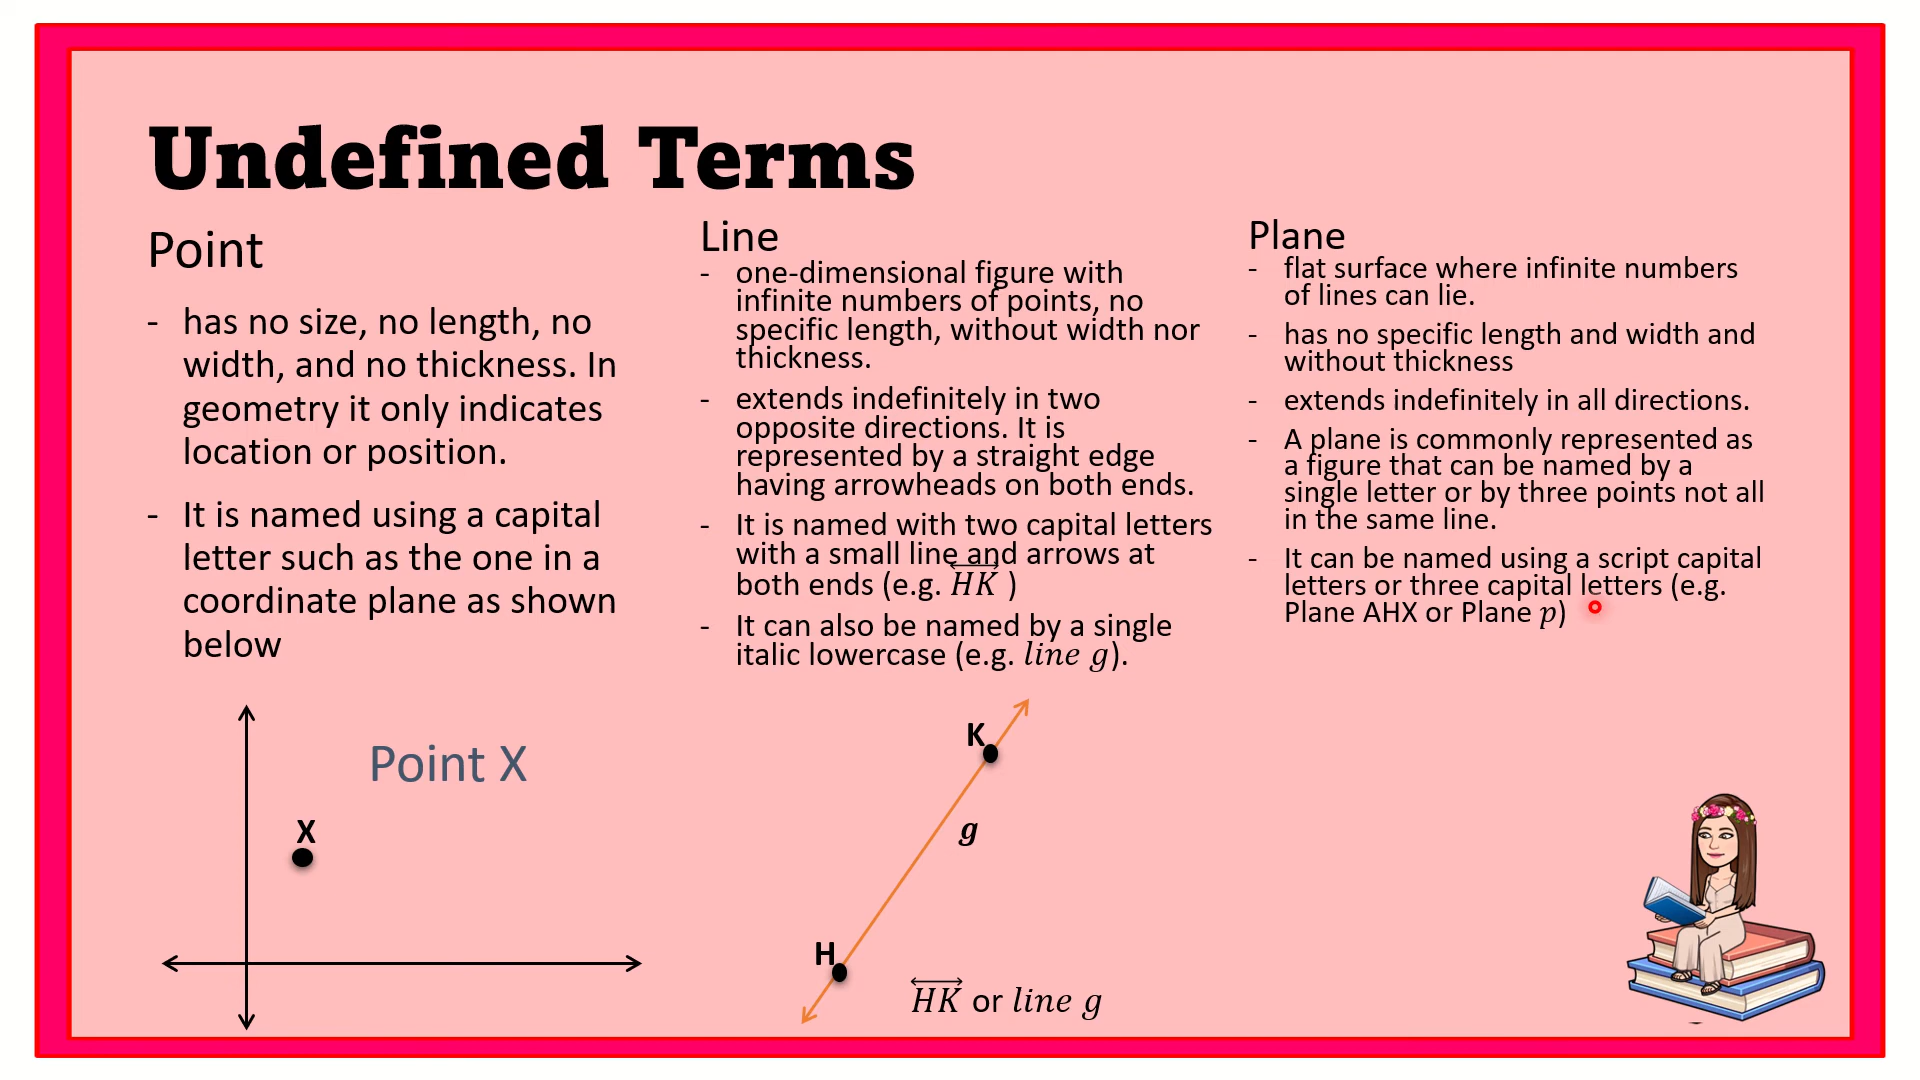 Undefined Terms
Point
- has no size, no length, no
width, and no thickness. In
geometry it only indicates
location or position.
- It is named using a capital
letter such as the one in a
coordinate plane as shown
below
Point X
X
Line
- one-dimensional figure with
infinite numbers of points, no
specific length, without width nor
thickness.
- extends indefinitely in two
opposite directions. It is
represented by a straight edge
having arrowheads on both ends.
- It is named with two capital letters
with a small line and arrows at
both ends (e.g. \overleftrightarrow{HK} )
- It can also be named by a single
italic lowercase (e.g. line g).
K
g
H
\overleftrightarrow{HK} or line g
Plane
- flat surface where infinite numbers
of lines can lie.
- has no specific length and width and
without thickness
- extends indefinitely in all directions.
- A plane is commonly represented as
a figure that can be named by a
single letter or by three points not all
in the same line.
- It can be named using a script capital
letters or three capital letters (e.g.
Plane AHX or Plane p)